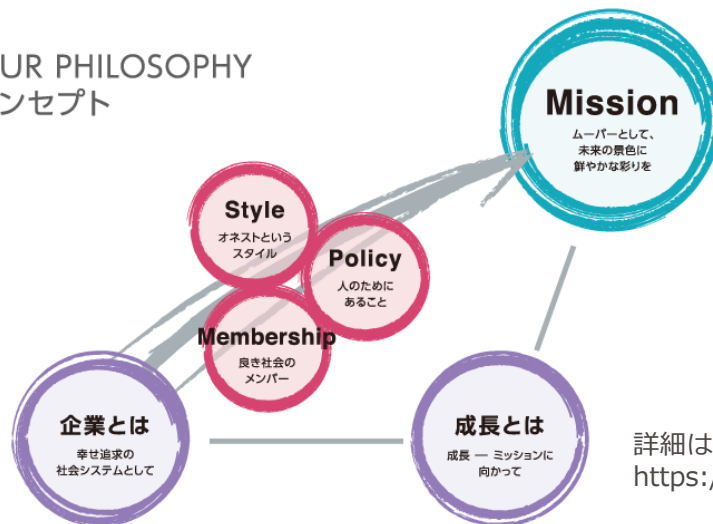 UR PHILOSOPHY
ンセプト
Mission
ムーバーとして、
未来の景色に
鮮やかな彩りを
Style
オネストという
スタイル
Policy
人のために
あること
Membership
良き社会の
メンバー
企業とは
幸せ追求の
社会システムとして
成長とは
成長 ― ミッションに
向かって
詳細は
https:/